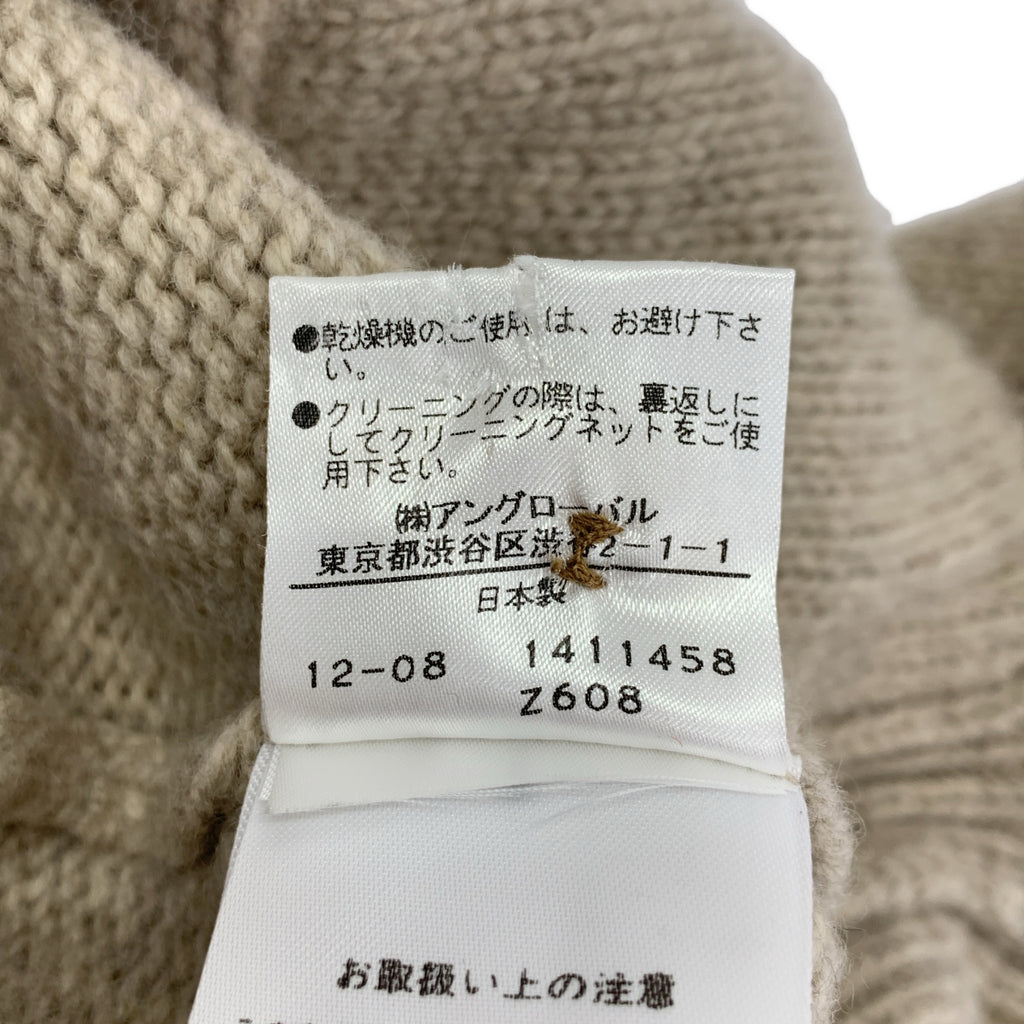 ●乾燥機のご使用は、お避け下さ
い。
●クリーニングの際は、裏返しに
してクリーニングネットをご使
用下さい。
(株)アングローバル
東京都渋谷区渋谷2-1-1
日本製
12-08 1411458
Z608
お取扱い上の注意